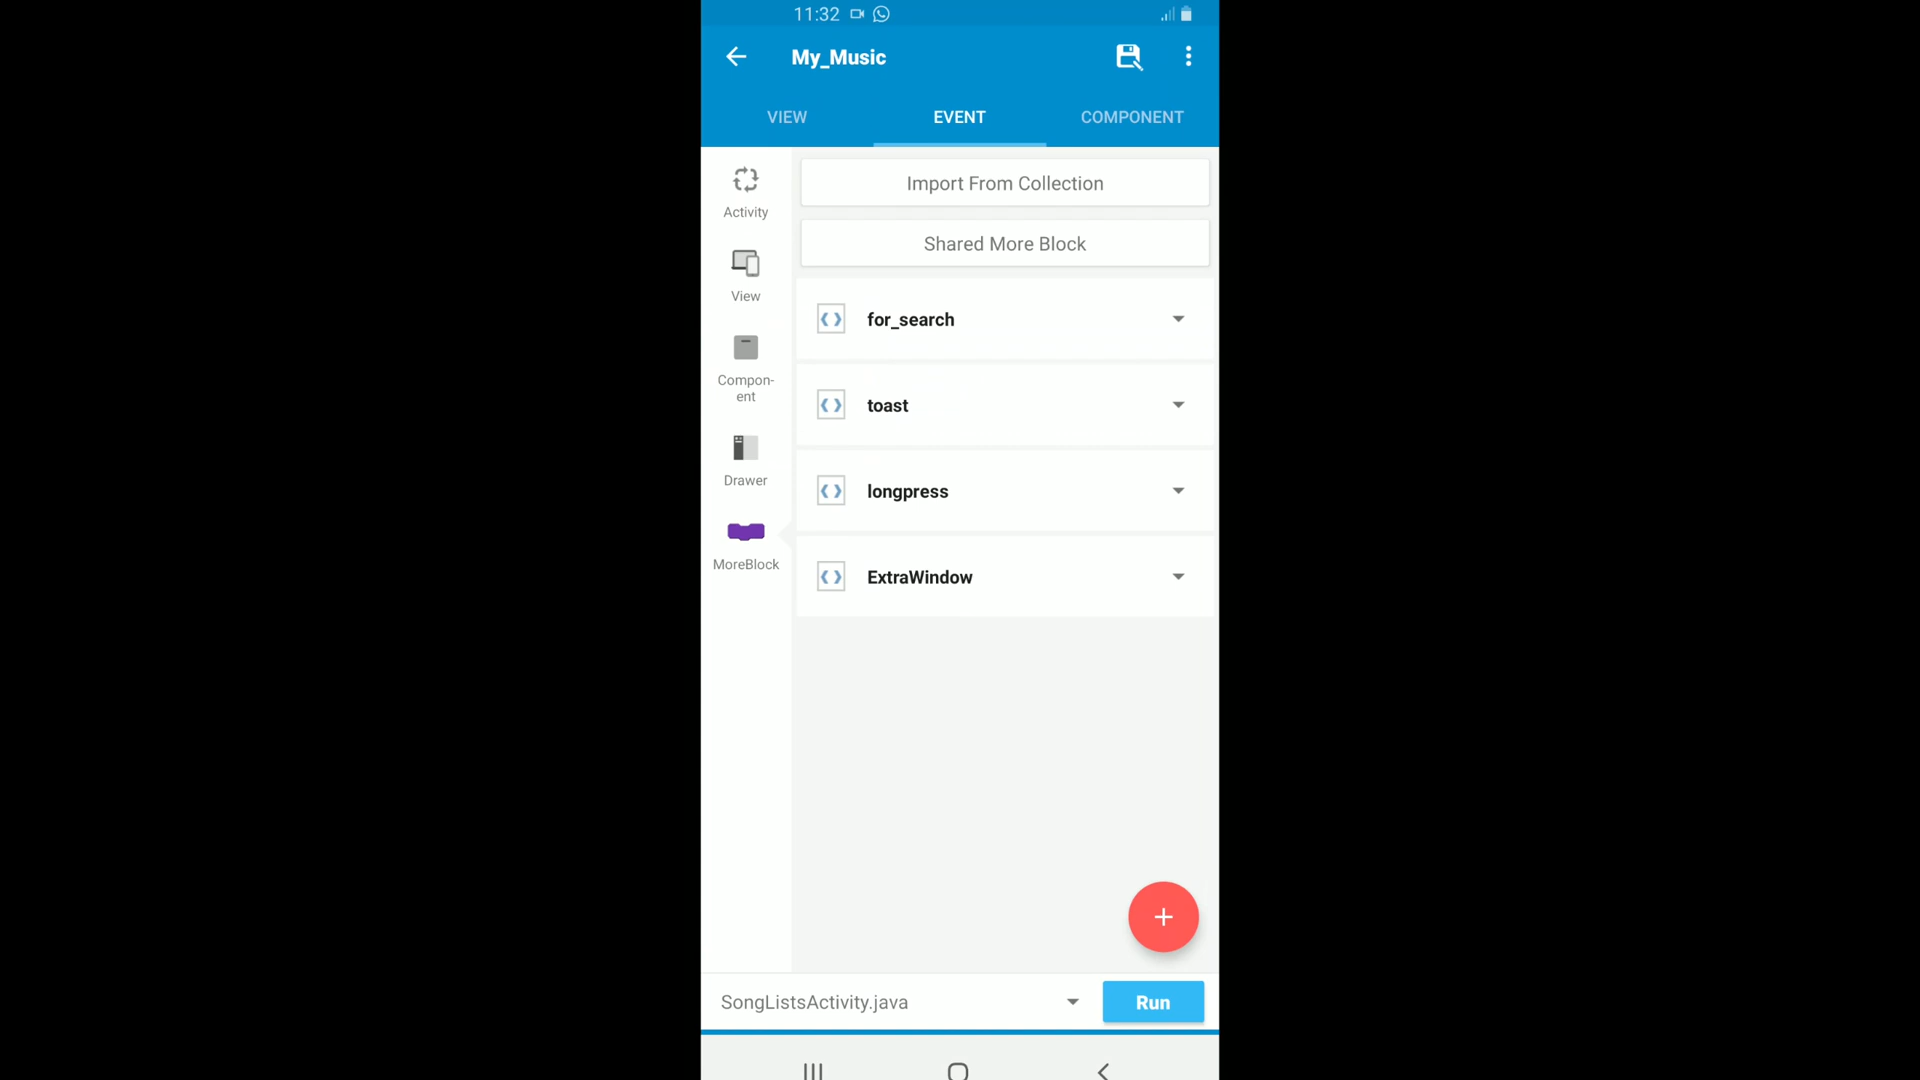 11:32
My_Music
VIEW EVENT COMPONENT
Activity
View
Compon-
ent
Drawer
MoreBlock
Import From Collection
Shared More Block
for_search
toast
longpress
ExtraWindow
SongListsActivity.java
Run